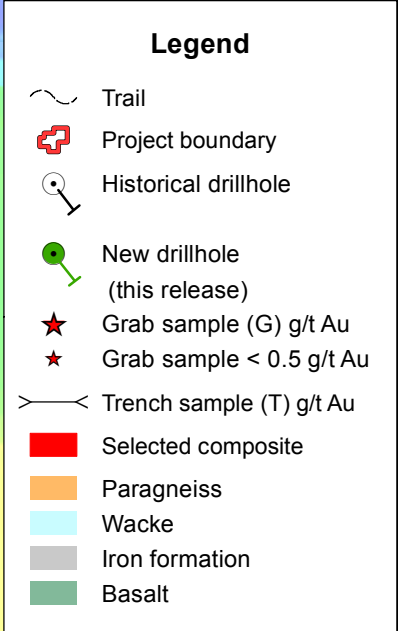 Legend
Trail
Project boundary
Historical drillhole
New drillhole
(this release)
Grab sample (G) g/t Au
Grab sample < 0.5 g/t Au
Trench sample (T) g/t Au
Selected composite
Paragneiss
Wacke
Iron formation
Basalt